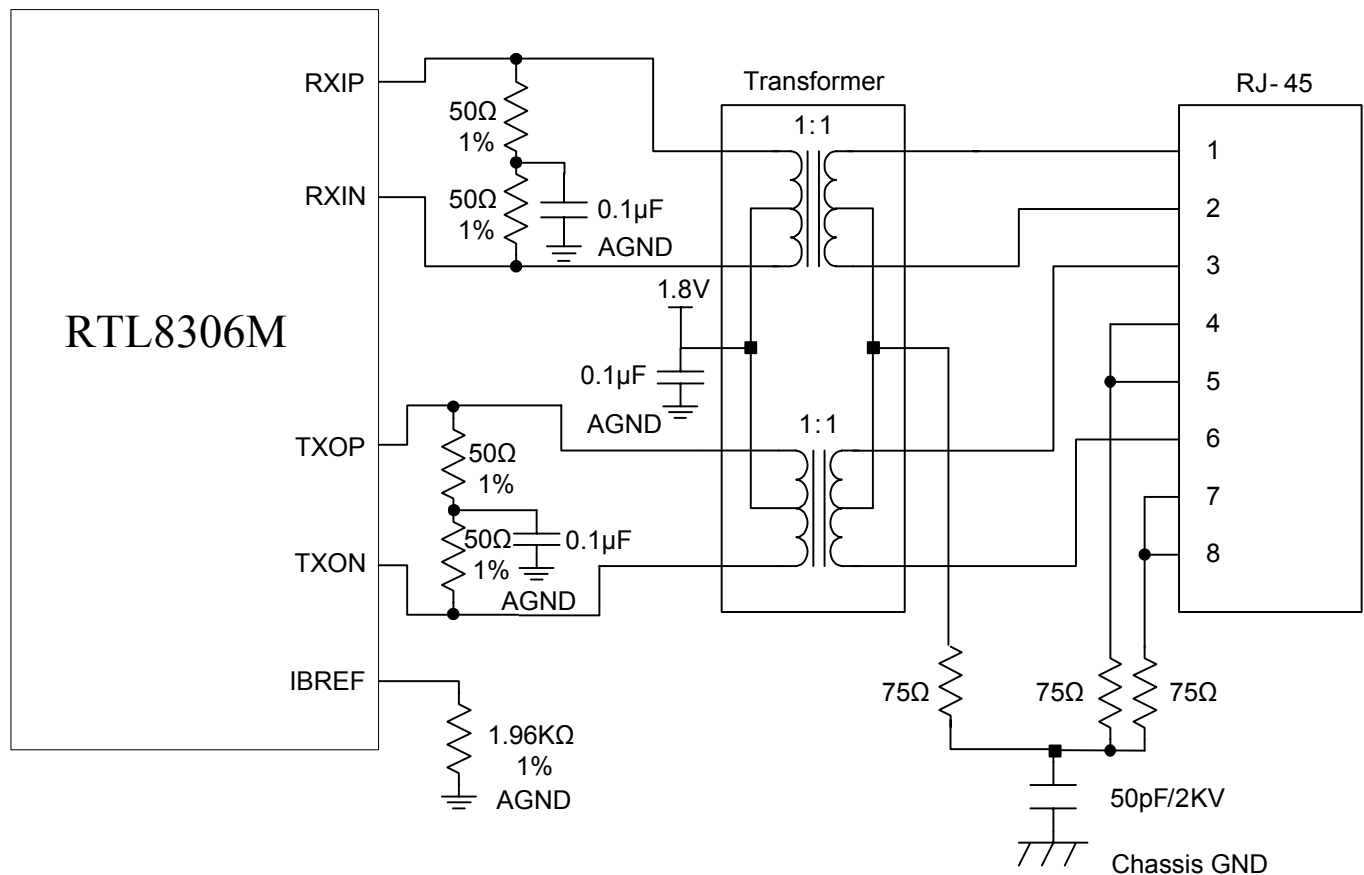 RTL8306M
RXIP
RXIN
TXOP
TXON
IBREF
50Ω
1%
50Ω
1%
0.1µF
AGND
1.8V
0.1µF
AGND
50Ω
1%
50Ω
1%
0.1µF
AGND
1.96KΩ
1%
AGND
Transformer
1:1
1:1
RJ-45
1
2
3
4
5
6
7
8
75Ω
75Ω
75Ω
50pF/2KV
Chassis GND